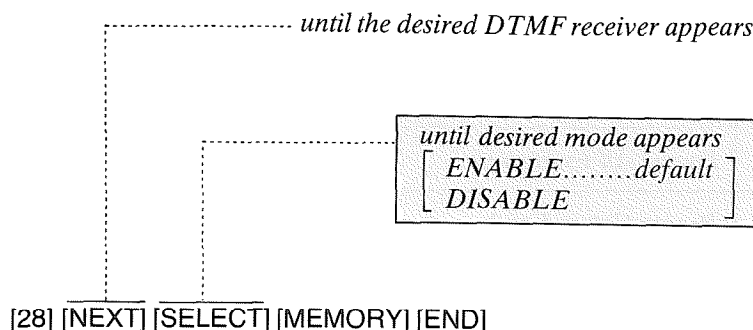 until the desired DTMF receiver appears
until desired mode appears
ENABLE........default
DISABLE
[28] [NEXT] [SELECT] [MEMORY] [END]